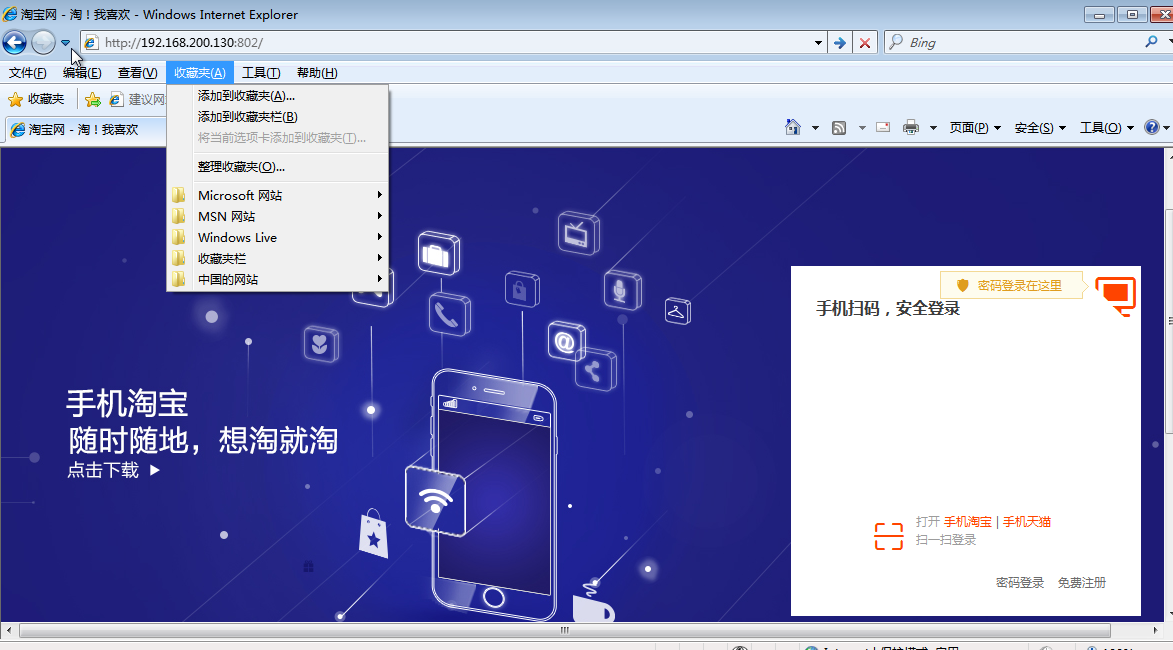 淘宝网 - 淘！我喜欢 - Windows Internet Explorer
http://192.168.200.130:802/
Bing
文件(F) 编辑(E) 查看(V) 收藏夹(A) 工具(T) 帮助(H)
收藏夹 建议网
淘宝网 - 淘！我喜欢
页面(P) 安全(S) 工具(O)
添加到收藏夹(A)...
添加到收藏夹栏(B)
将当前选项卡添加到收藏夹(T)...
整理收藏夹(O)...
Microsoft 网站
MSN 网站
Windows Live
收藏夹栏
中国的网站
手机淘宝
随时随地，想淘就淘
点击下载
密码登录在这里
手机扫码，安全登录
打开 手机淘宝 | 手机天猫
扫一扫登录
密码登录 免费注册